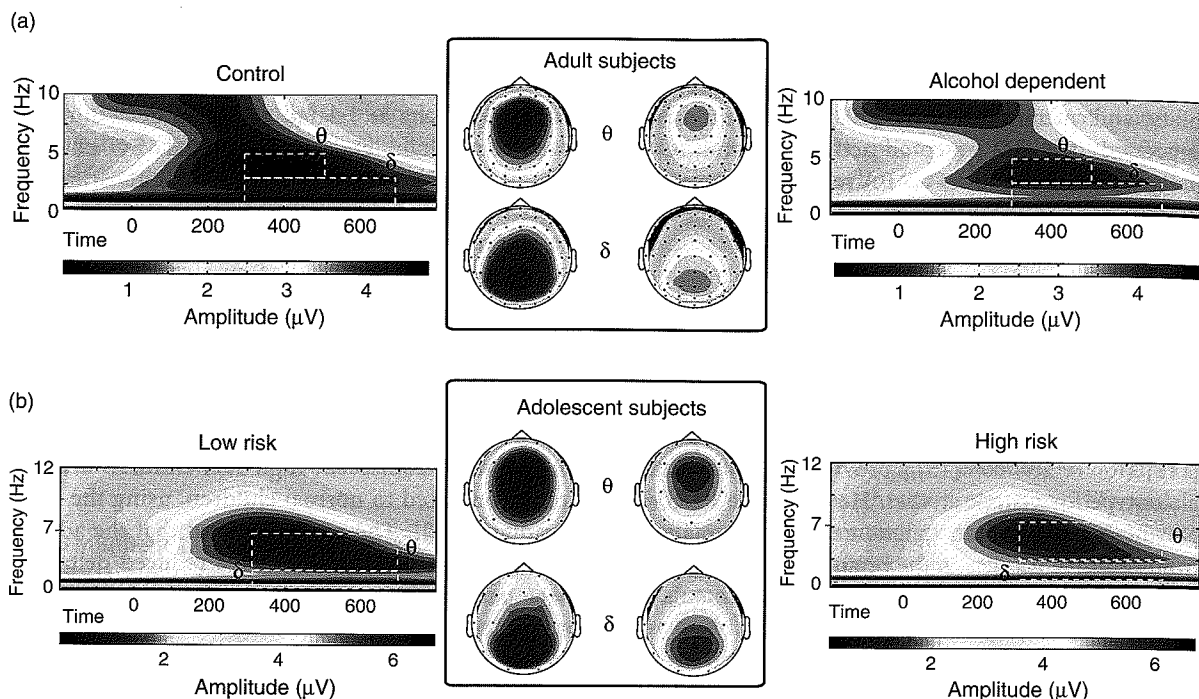 (a)
Control
Adult subjects
Alcohol dependent
Frequency (Hz)
10
5
0
θ
δ
Time
0
200
400
600
1
2
3
4
Amplitude (μV)
θ
δ
Frequency (Hz)
10
5
0
θ
δ
Time
0
200
400
600
1
2
3
4
Amplitude (μV)
(b)
Low risk
Adolescent subjects
High risk
Frequency (Hz)
12
7
0
θ
Time
0
200
400
600
2
4
6
Amplitude (μV)
θ
δ
Frequency (Hz)
12
7
0
θ
δ
Time
0
200
400
600
2
4
6
Amplitude (μV)